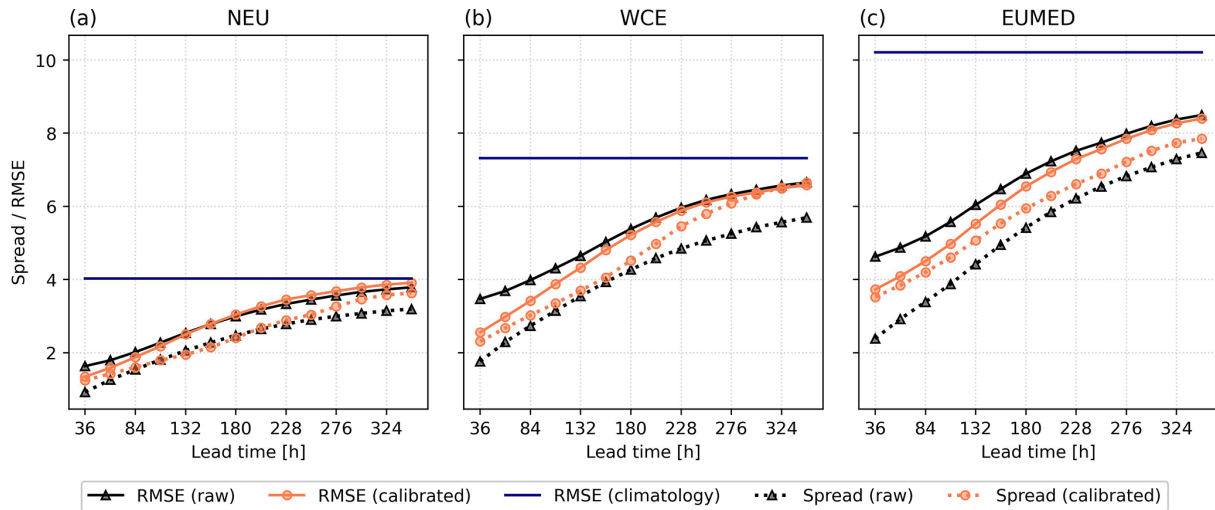 (a) NEU
(b) WCE
(c) EUMED
Spread / RMSE
10
8
6
4
2
36 84 132 180 228 276 324
36 84 132 180 228 276 324
36 84 132 180 228 276 324
Lead time [h]
Lead time [h]
Lead time [h]
RMSE (raw) RMSE (calibrated) RMSE (climatology) Spread (raw) Spread (calibrated)